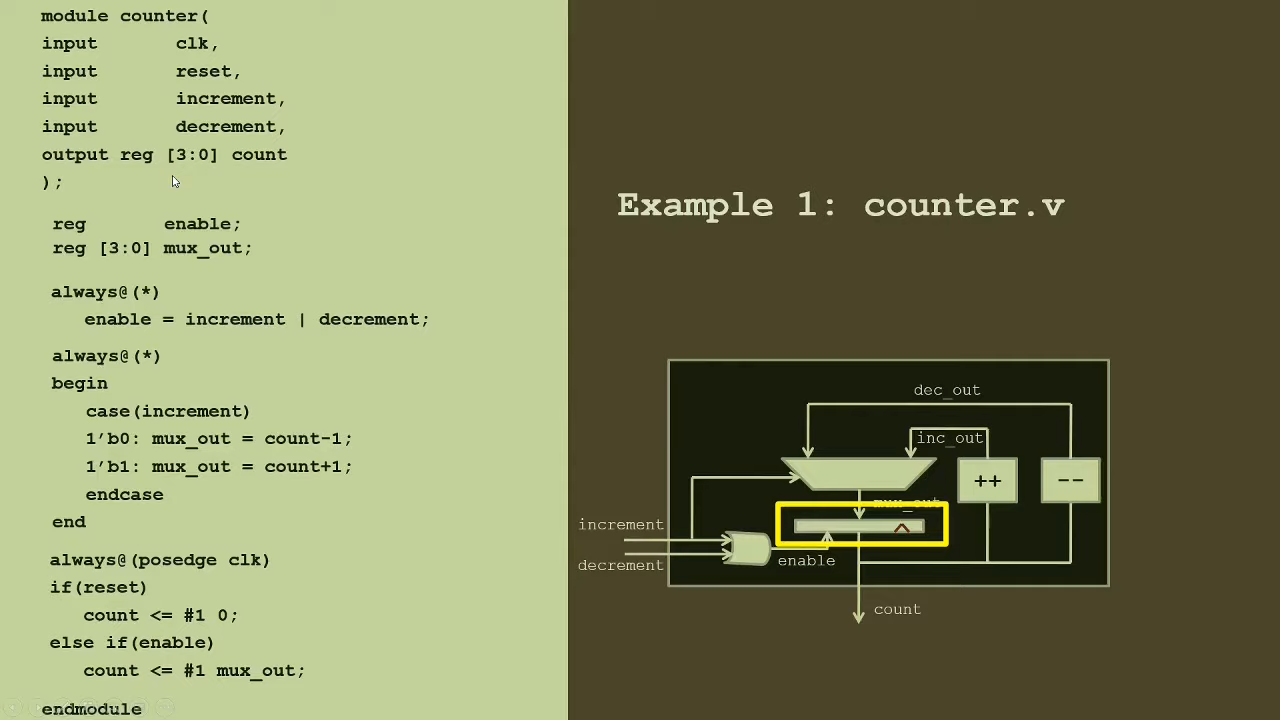 module counter(
input clk,
input reset,
input increment,
input decrement,
output reg [3:0] count
);
reg enable;
reg [3:0] mux_out;
always@(*)
enable = increment | decrement;
always@(*)
begin
case(increment)
1’b0: mux_out = count-1;
1’b1: mux_out = count+1;
endcase
end
always@(posedge clk)
if(reset)
count <= #1 0;
else if(enable)
count <= #1 mux_out;
endmodule
Example 1: counter.v
dec_out
inc_out
++
--
mux_out
increment
decrement
enable
count